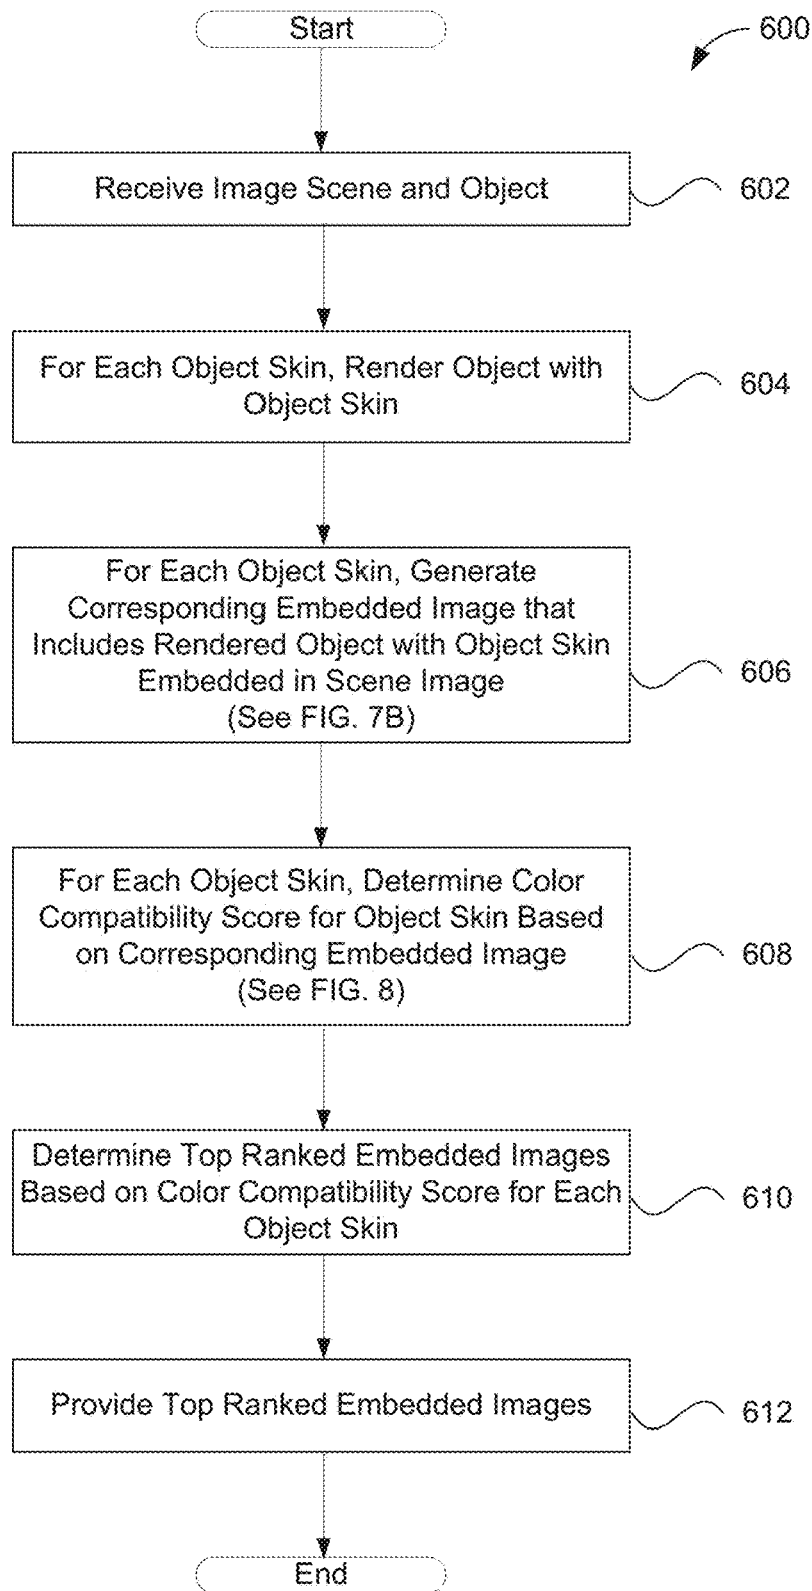 Start
600
Receive Image Scene and Object
602
For Each Object Skin, Render Object with
Object Skin
604
For Each Object Skin, Generate
Corresponding Embedded Image that
Includes Rendered Object with Object Skin
Embedded in Scene Image
(See FIG. 7B)
606
For Each Object Skin, Determine Color
Compatibility Score for Object Skin Based
on Corresponding Embedded Image
(See FIG. 8)
608
Determine Top Ranked Embedded Images
Based on Color Compatibility Score for Each
Object Skin
610
Provide Top Ranked Embedded Images
612
End